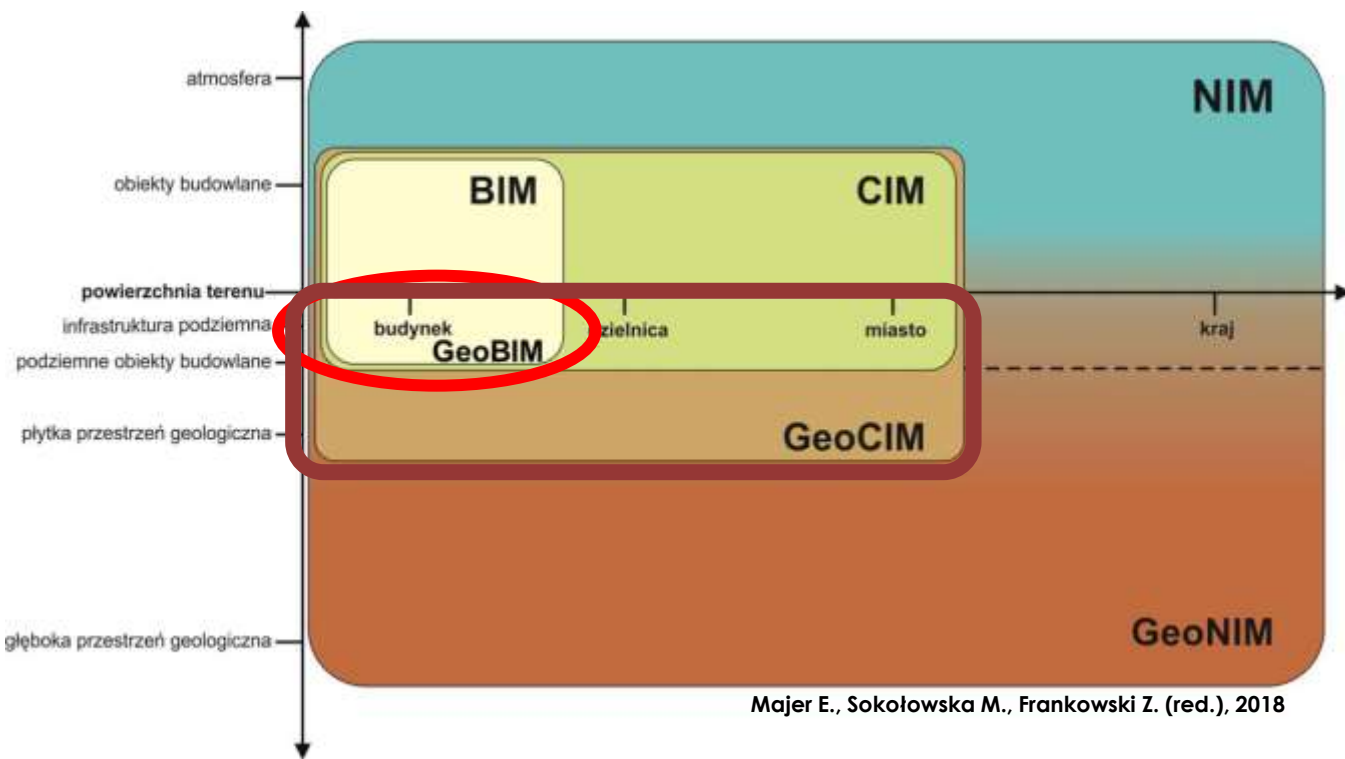 atmosfera
NIM
obiekty budowlane
BIM
CIM
powierzchnia terenu
infrastruktura podziemna
budynek
zielnica
miasto
kraj
GeoBIM
podziemne obiekty budowlane
płytka przestrzeń geologiczna
GeoCIM
głęboka przestrzeń geologiczna
GeoNIM
Majer E., Sokołowska M., Frankowski Z. (red.), 2018